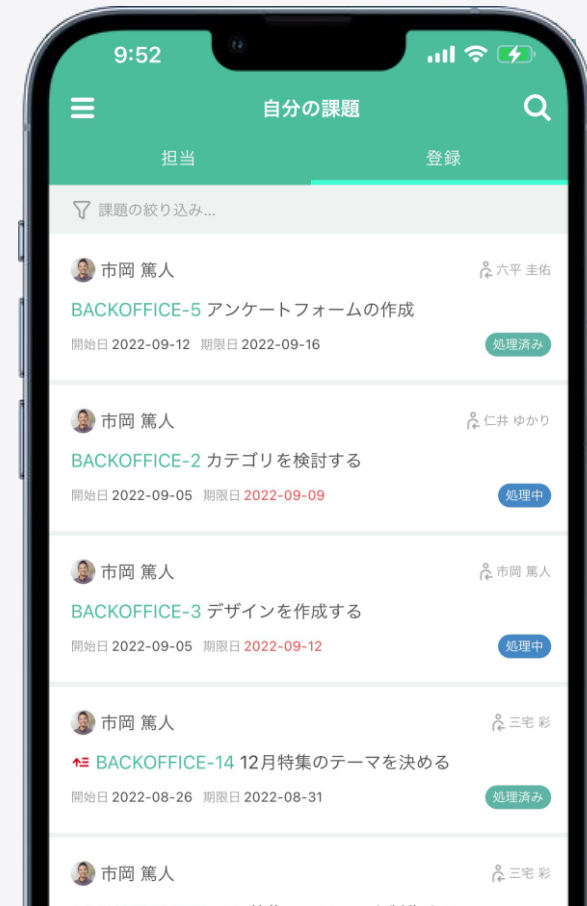 9:52
自分の課題
担当 登録
課題の絞り込み...
市岡 篤人 六平 圭佑
BACKOFFICE-5 アンケートフォームの作成
開始日 2022-09-12 期限日 2022-09-16 処理済み
市岡 篤人 仁井 ゆかり
BACKOFFICE-2 カテゴリを検討する
開始日 2022-09-05 期限日 2022-09-09 処理中
市岡 篤人 市岡 篤人
BACKOFFICE-3 デザインを作成する
開始日 2022-09-05 期限日 2022-09-12 処理中
市岡 篤人 三宅 彩
BACKOFFICE-14 12月特集のテーマを決める
開始日 2022-08-26 期限日 2022-08-31 処理済み
市岡 篤人 三宅 彩